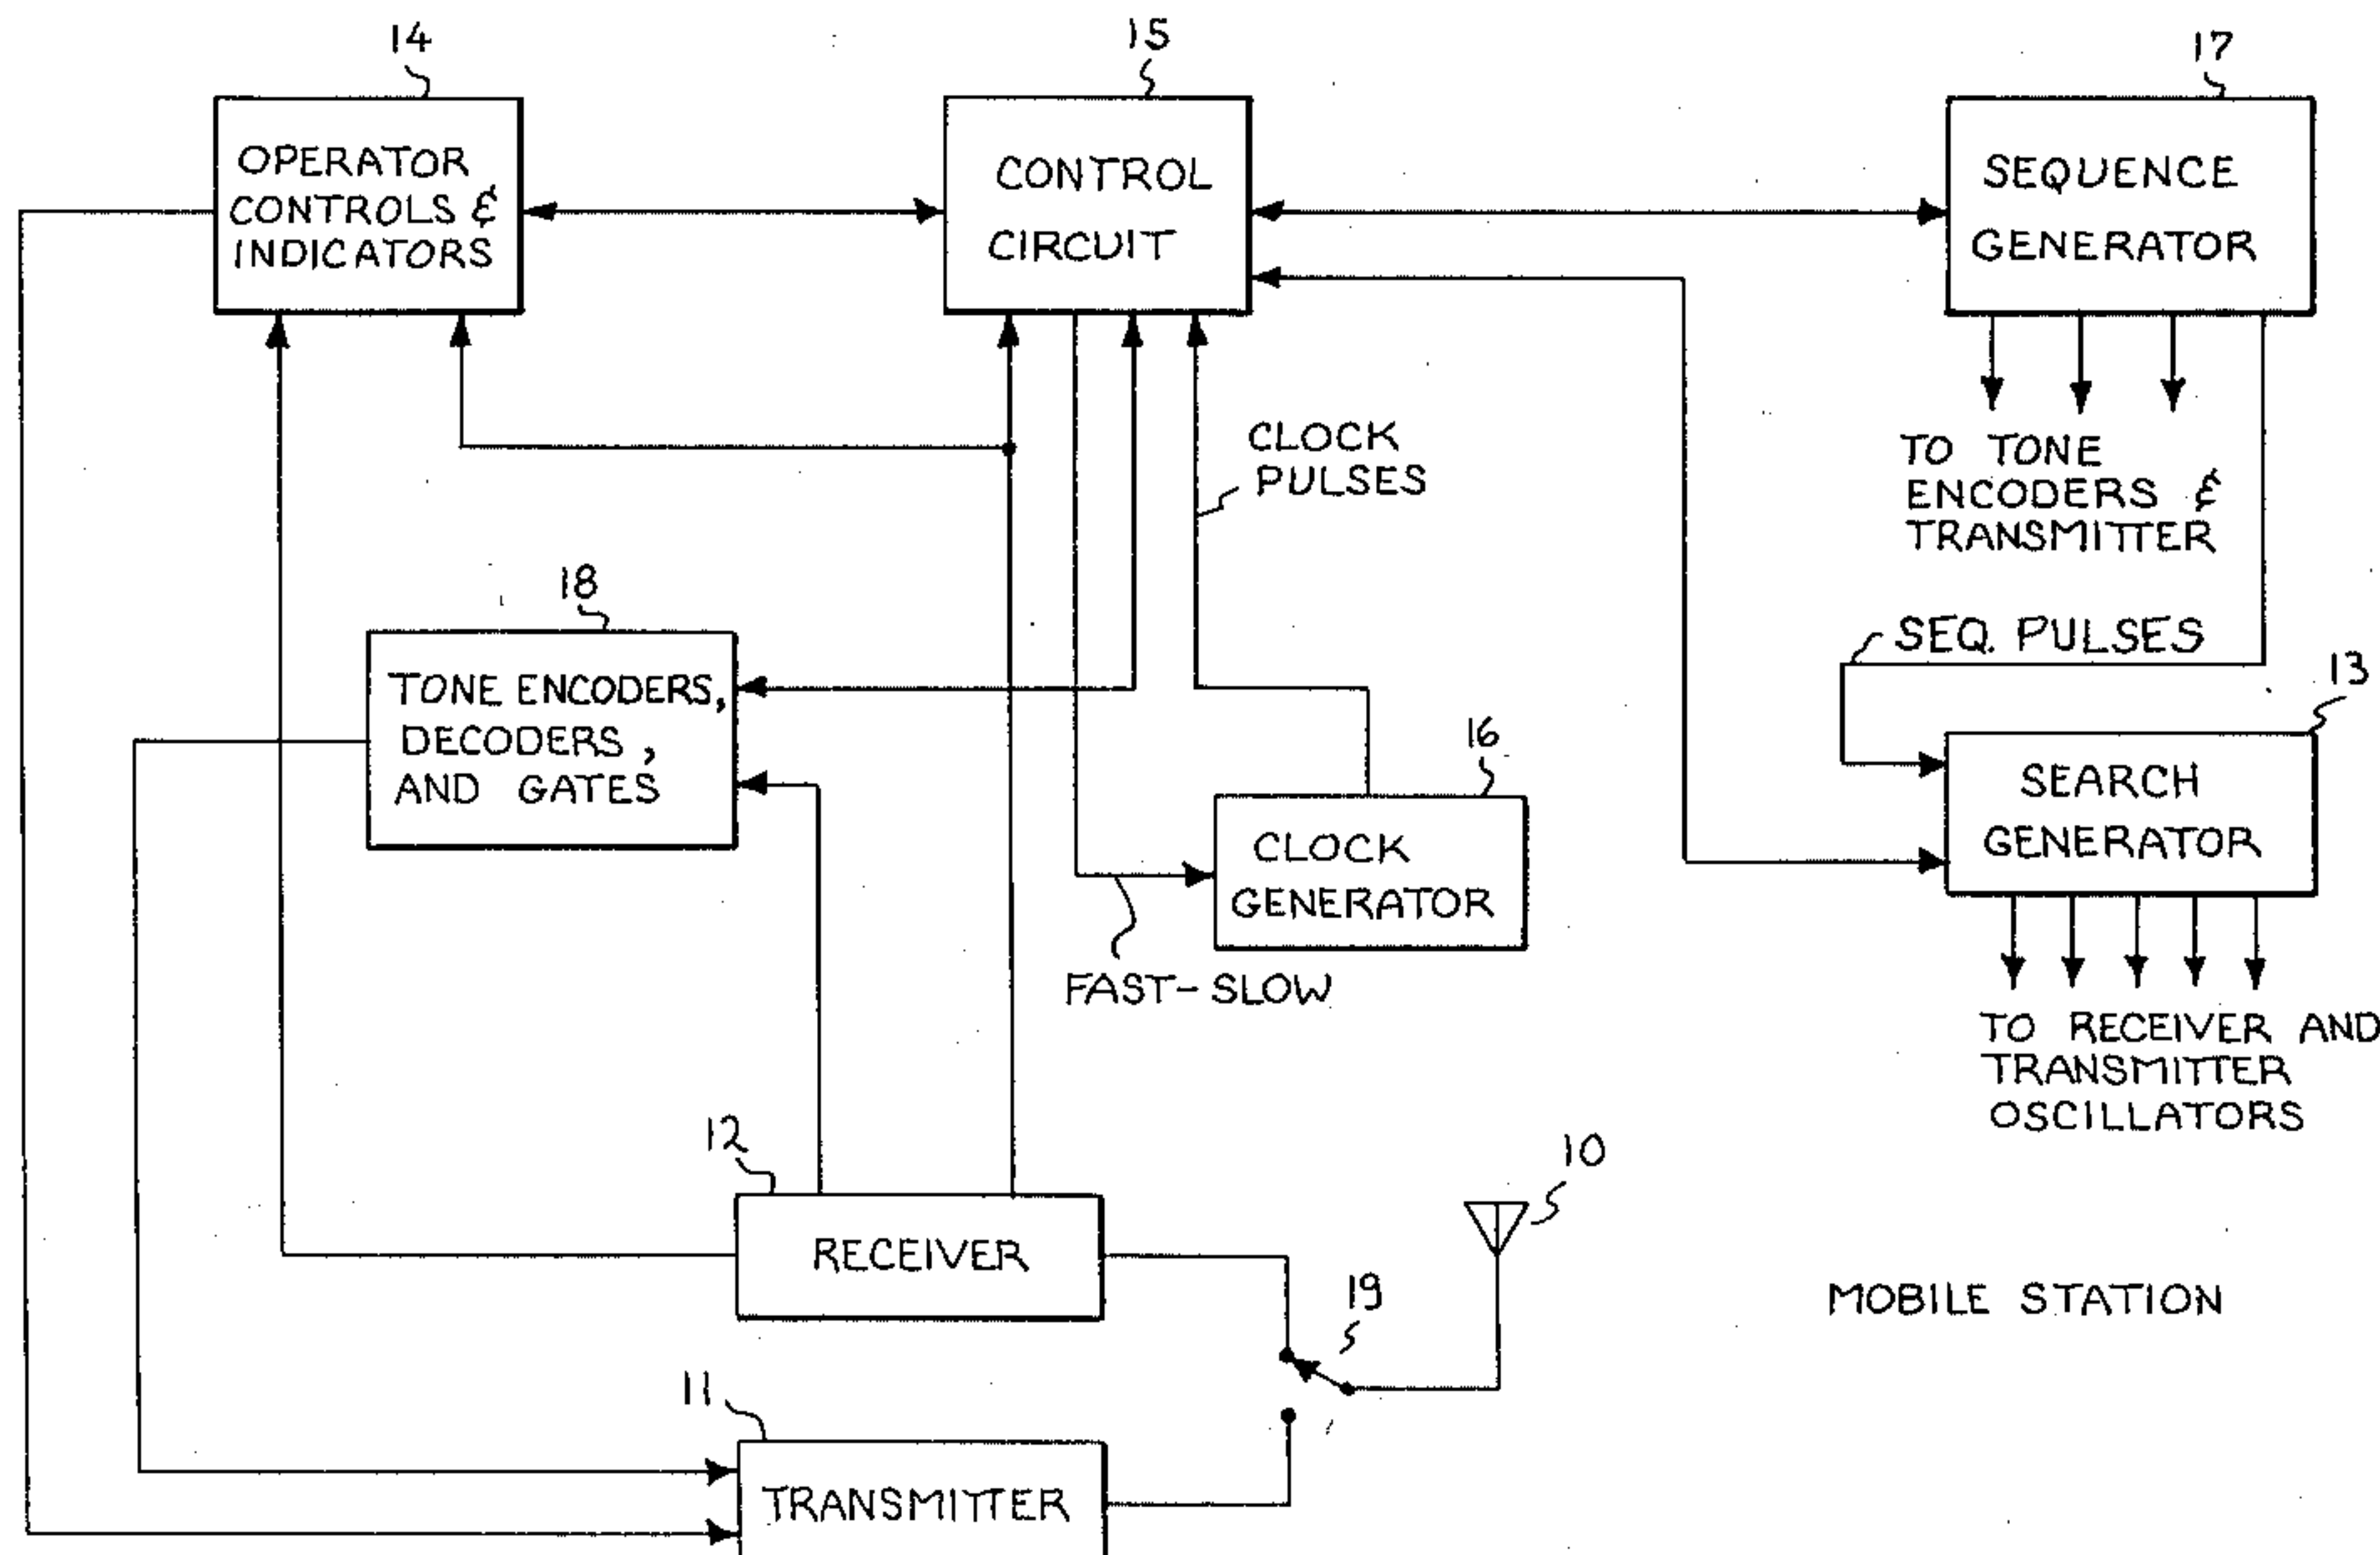 14
15
17
OPERATOR
CONTROLS &
INDICATORS
CONTROL
CIRCUIT
SEQUENCE
GENERATOR
CLOCK
PULSES
TO TONE
ENCODERS &
TRANSMITTER
18
TONE ENCODERS,
DECODERS,
AND GATES
SEQ. PULSES
13
16
CLOCK
GENERATOR
SEARCH
GENERATOR
FAST-SLOW
TO RECEIVER AND
TRANSMITTER
OSCILLATORS
12
RECEIVER
10
19
MOBILE STATION
11
TRANSMITTER